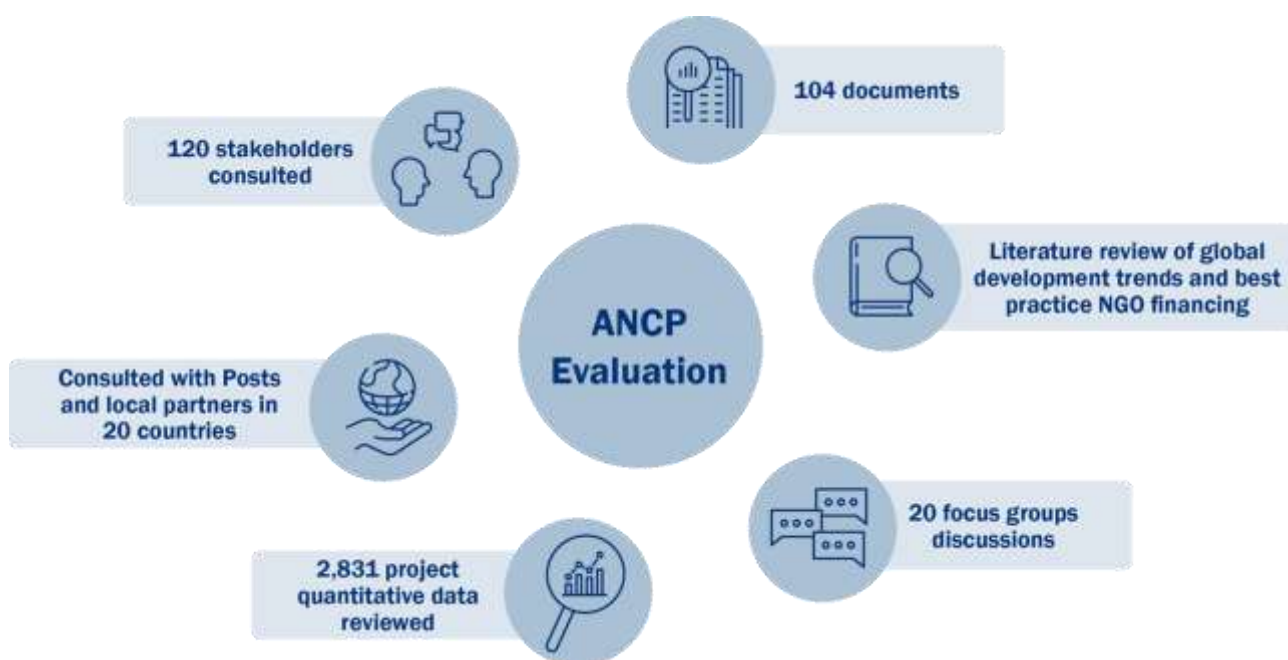 104 documents
120 stakeholders
consulted
Literature review of global
development trends and best
practice NGO financing
ANCP
Evaluation
Consulted with Posts
and local partners in
20 countries
20 focus groups
discussions
2,831 project
quantitative data
reviewed